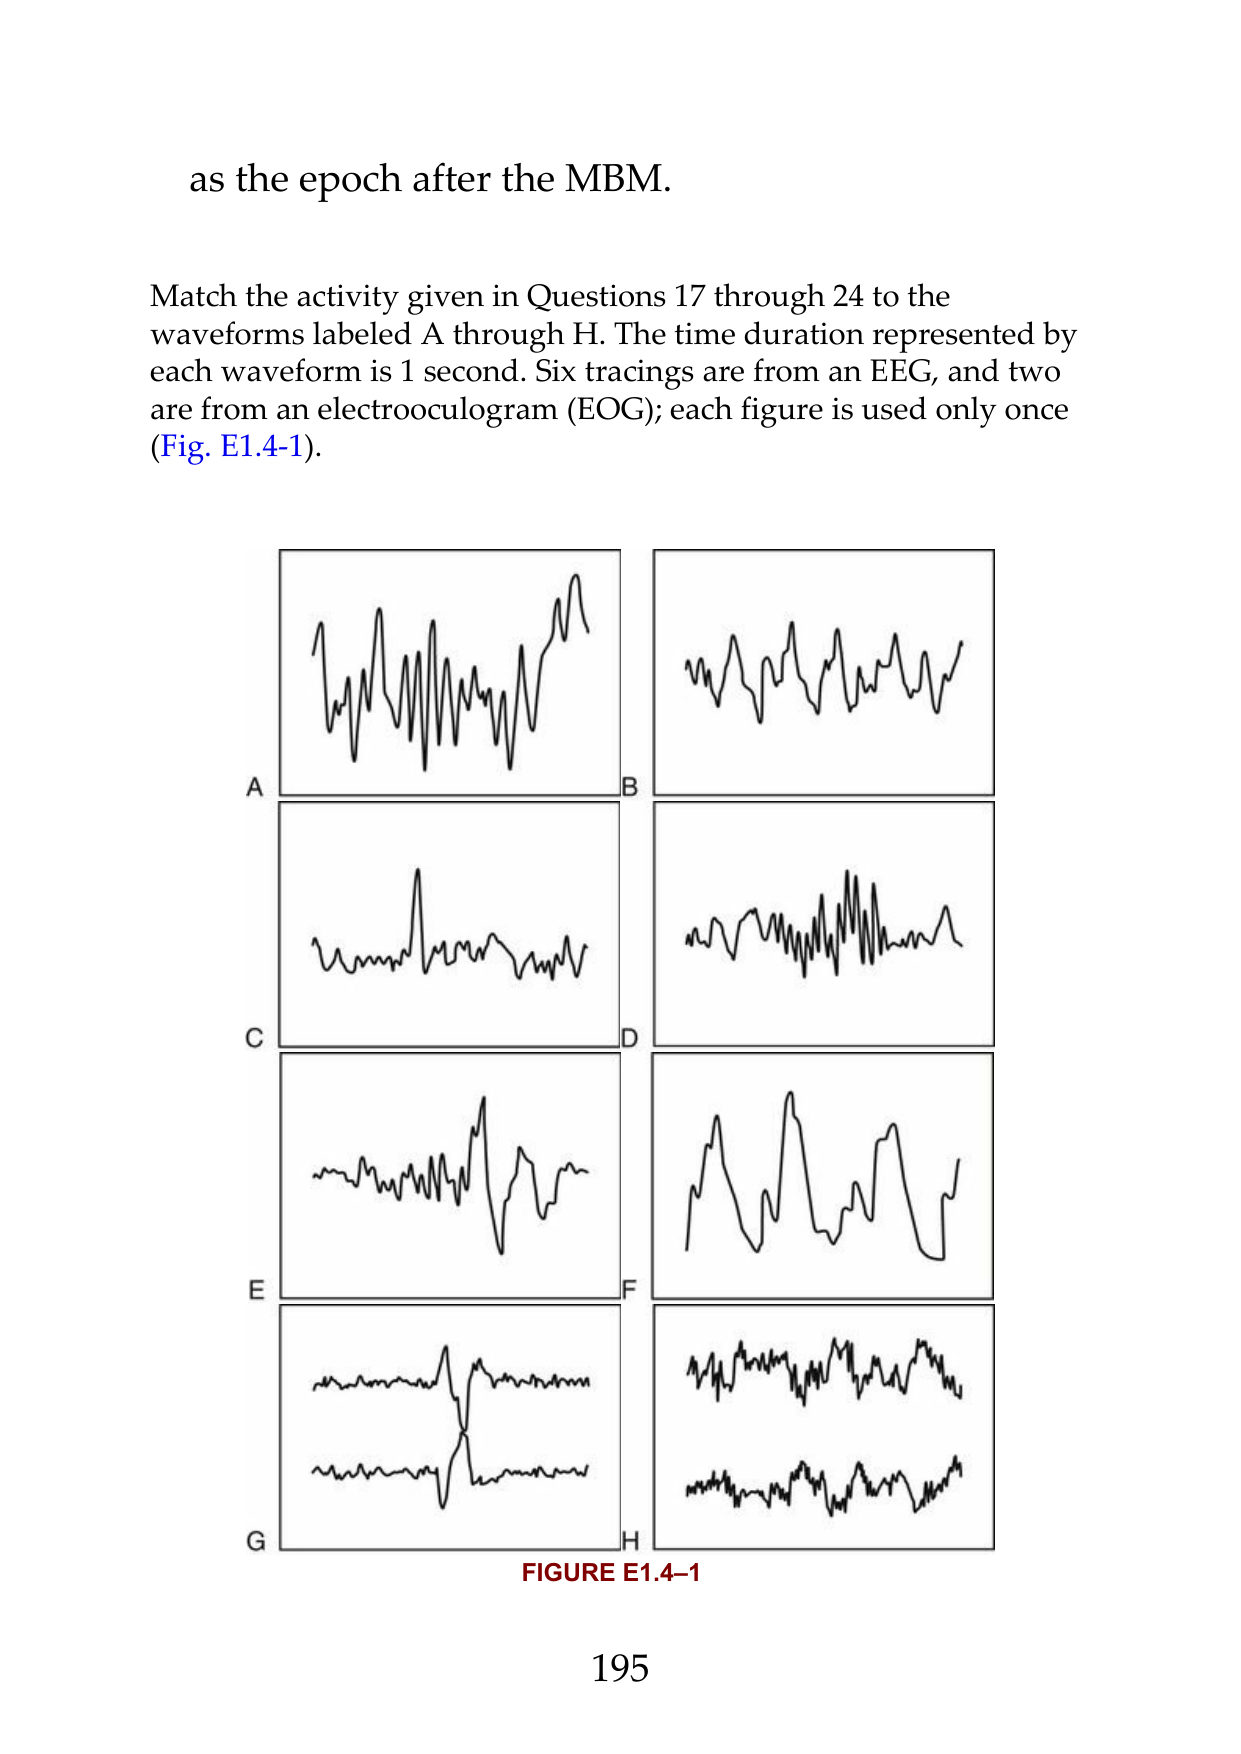 as the epoch after the MBM.
Match the activity given in Questions 17 through 24 to the
waveforms labeled A through H. The time duration represented by
each waveform is 1 second. Six tracings are from an EEG, and two
are from an electrooculogram (EOG); each figure is used only once
(Fig. E1.4-1).
A
B
C
D
E
F
G
H
FIGURE E1.4–1
195